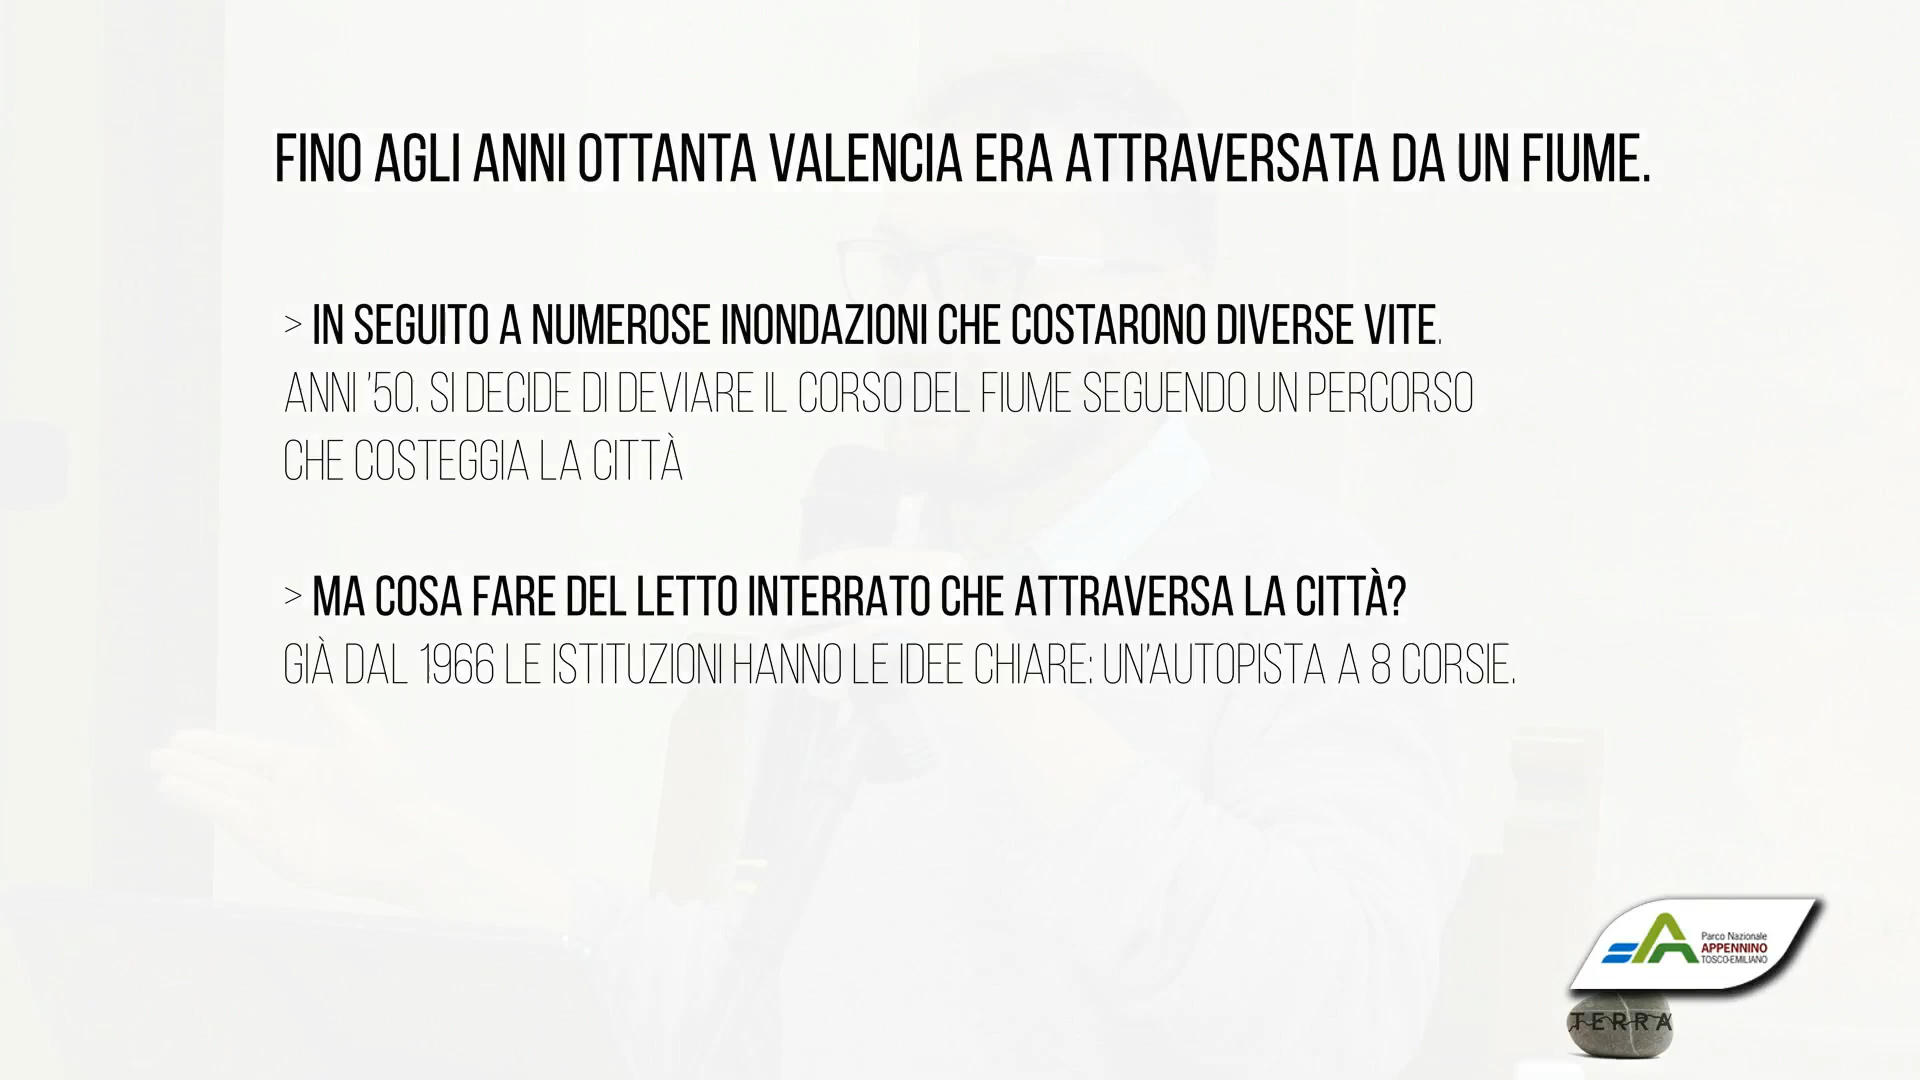 FINO AGLI ANNI OTTANTA VALENCIA ERA ATTRAVERSATA DA UN FIUME.
> IN SEGUITO A NUMEROSE INONDAZIONI CHE COSTARONO DIVERSE VITE.
ANNI '50. SI DECIDE DI DEVIARE IL CORSO DEL FIUME SEGUENDO UN PERCORSO
CHE COSTEGGIA LA CITTÀ
> MA COSA FARE DEL LETTO INTERRATO CHE ATTRAVERSA LA CITTÀ?
GIÀ DAL 1966 LE ISTITUZIONI HANNO LE IDEE CHIARE: UN'AUTOPISTA A 8 CORSIE.
Parco Nazionale
APPENNINO
TOSCO-EMILIANO
TERRA